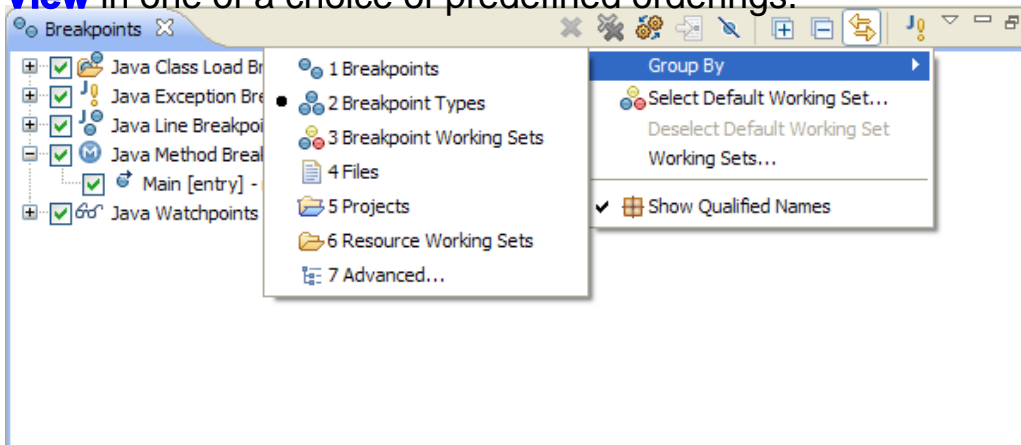 View in one of a choice of predefined orderings.
Breakpoints
Java Class Load Br
Java Exception Bre
Java Line Breakpoi
Java Method Break
Main [entry] -
Java Watchpoints
1 Breakpoints
2 Breakpoint Types
3 Breakpoint Working Sets
4 Files
5 Projects
6 Resource Working Sets
7 Advanced...
Group By
Select Default Working Set...
Deselect Default Working Set
Working Sets...
Show Qualified Names